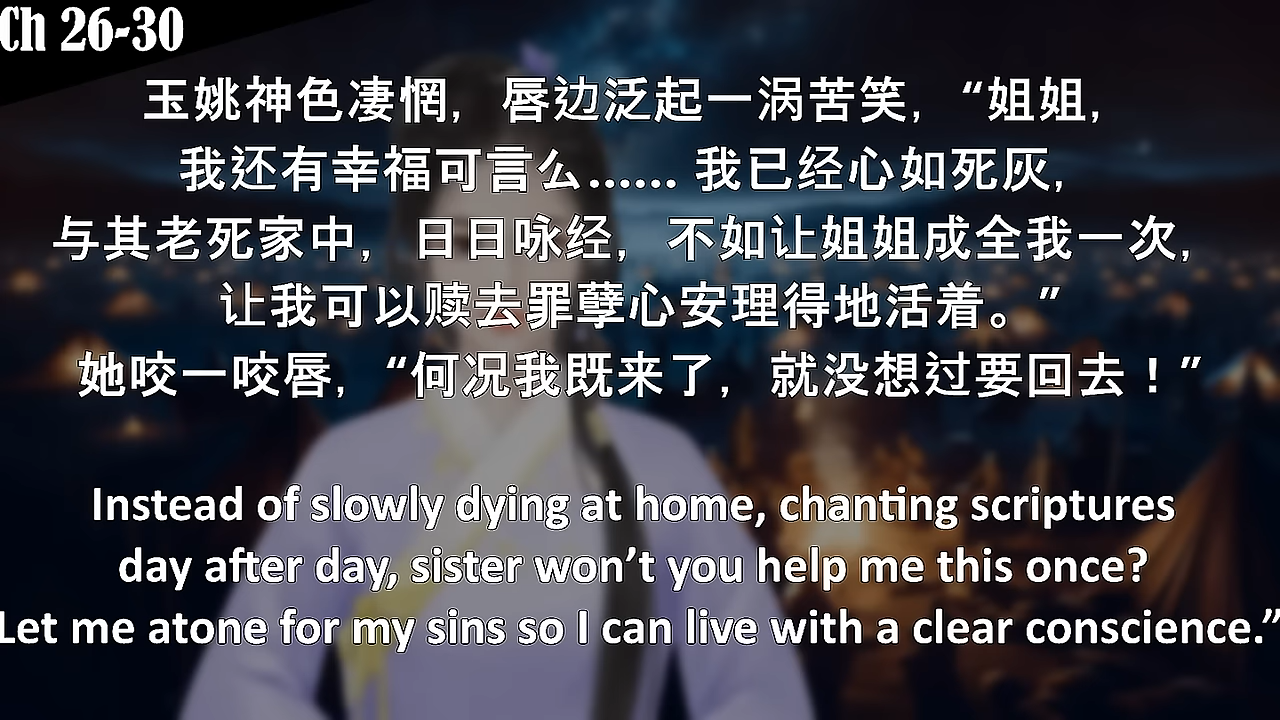 Ch 26-30
玉姚神色凄惘，唇边泛起一涡苦笑，“姐姐，
我还有幸福可言么…… 我已经心如死灰，
与其老死家中，日日咏经，不如让姐姐成全我一次，
让我可以赎去罪孽心安理得地活着。”
她咬一咬唇，“何况我既来了，就没想过要回去！”
Instead of slowly dying at home, chanting scriptures
day after day, sister won’t you help me this once?
Let me atone for my sins so I can live with a clear conscience.”